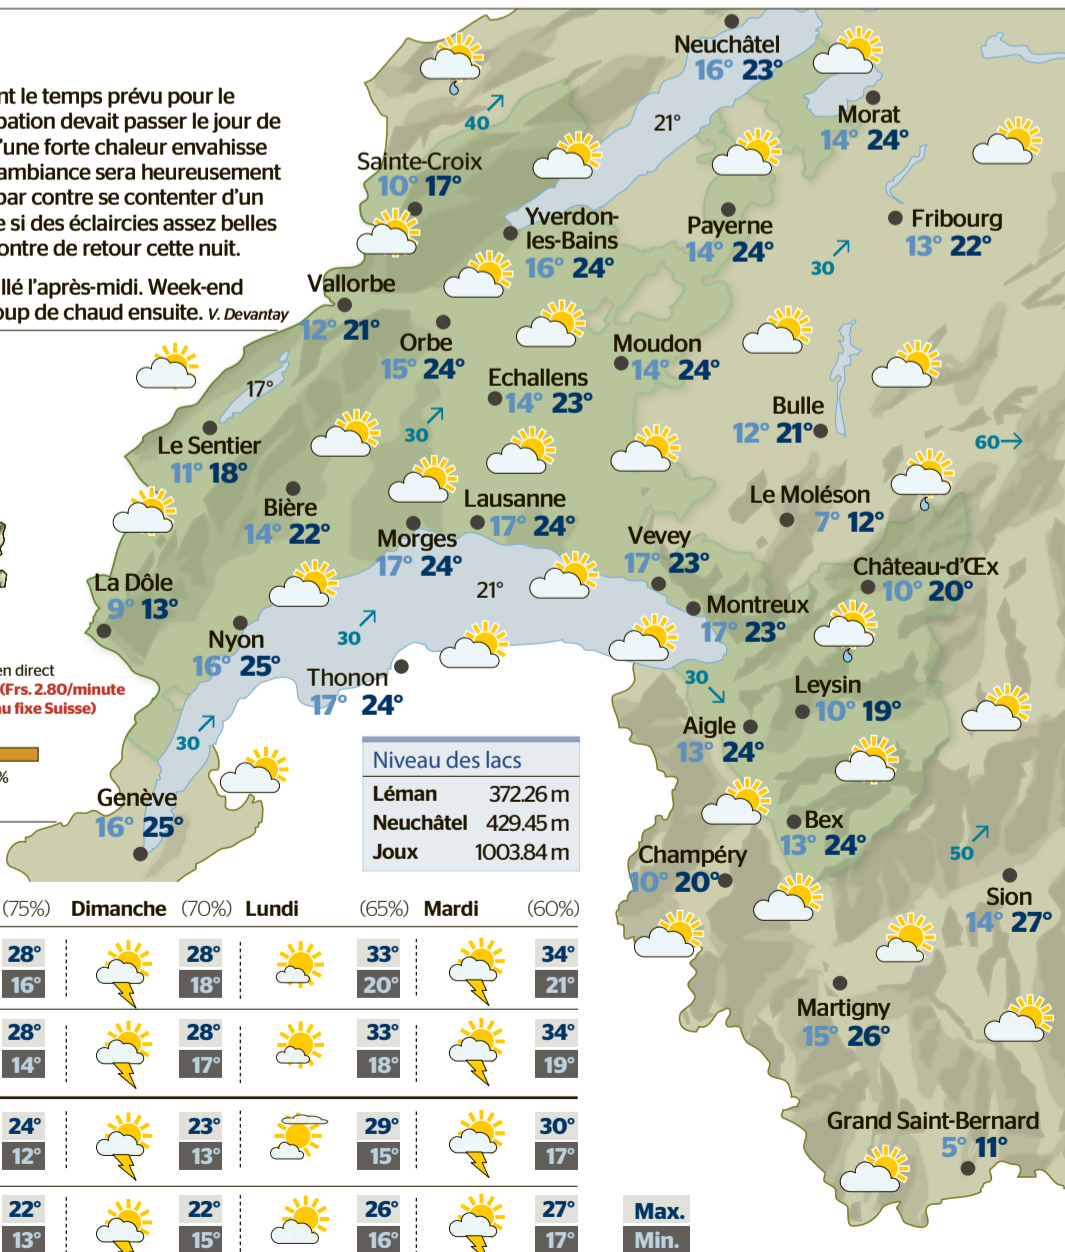 nt le temps prévu pour le
pation devait passer le jour de
'une forte chaleur envahisse
ambiance sera heureusement
par contre se contenter d'un
e si des éclaircies assez belles
ontre de retour cette nuit.
llé l'après-midi. Week-end
oup de chaud ensuite. V. Devantay
Neuchâtel
16° 23°
40
21°
Morat
14° 24°
Sainte-Croix
10° 17°
Yverdon-
les-Bains
16° 24°
Payerne
14° 24°
Fribourg
13° 22°
30
Vallorbe
12° 21°
Orbe
15° 24°
Moudon
14° 24°
17°
Echallens
14° 23°
30
Bulle
12° 21°
60
Le Sentier
11° 18°
Bière
14° 22°
Lausanne
17° 24°
Le Moléson
7° 12°
Morges
17° 24°
Vevey
17° 23°
Château-d'Œx
10° 20°
La Dôle
9° 13°
21°
Montreux
17° 23°
Nyon
16° 25°
30
en direct
(Frs. 2.80/minute
au fixe Suisse)
Thonon
17° 24°
30
Leysin
10° 19°
Aigle
13° 24°
30
%
Genève
16° 25°
Niveau des lacs
Léman 372.26 m
Neuchâtel 429.45 m
Joux 1003.84 m
Bex
13° 24°
50
Champéry
10° 20°
Sion
14° 27°
Martigny
15° 26°
Grand Saint-Bernard
5° 11°
(75%) Dimanche (70%) Lundi (65%) Mardi (60%)
28° 28° 33° 34°
16° 18° 20° 21°
28° 28° 33° 34°
14° 17° 18° 19°
24° 23° 29° 30°
12° 13° 15° 17°
22° 22° 26° 27° Max.
13° 15° 16° 17° Min.